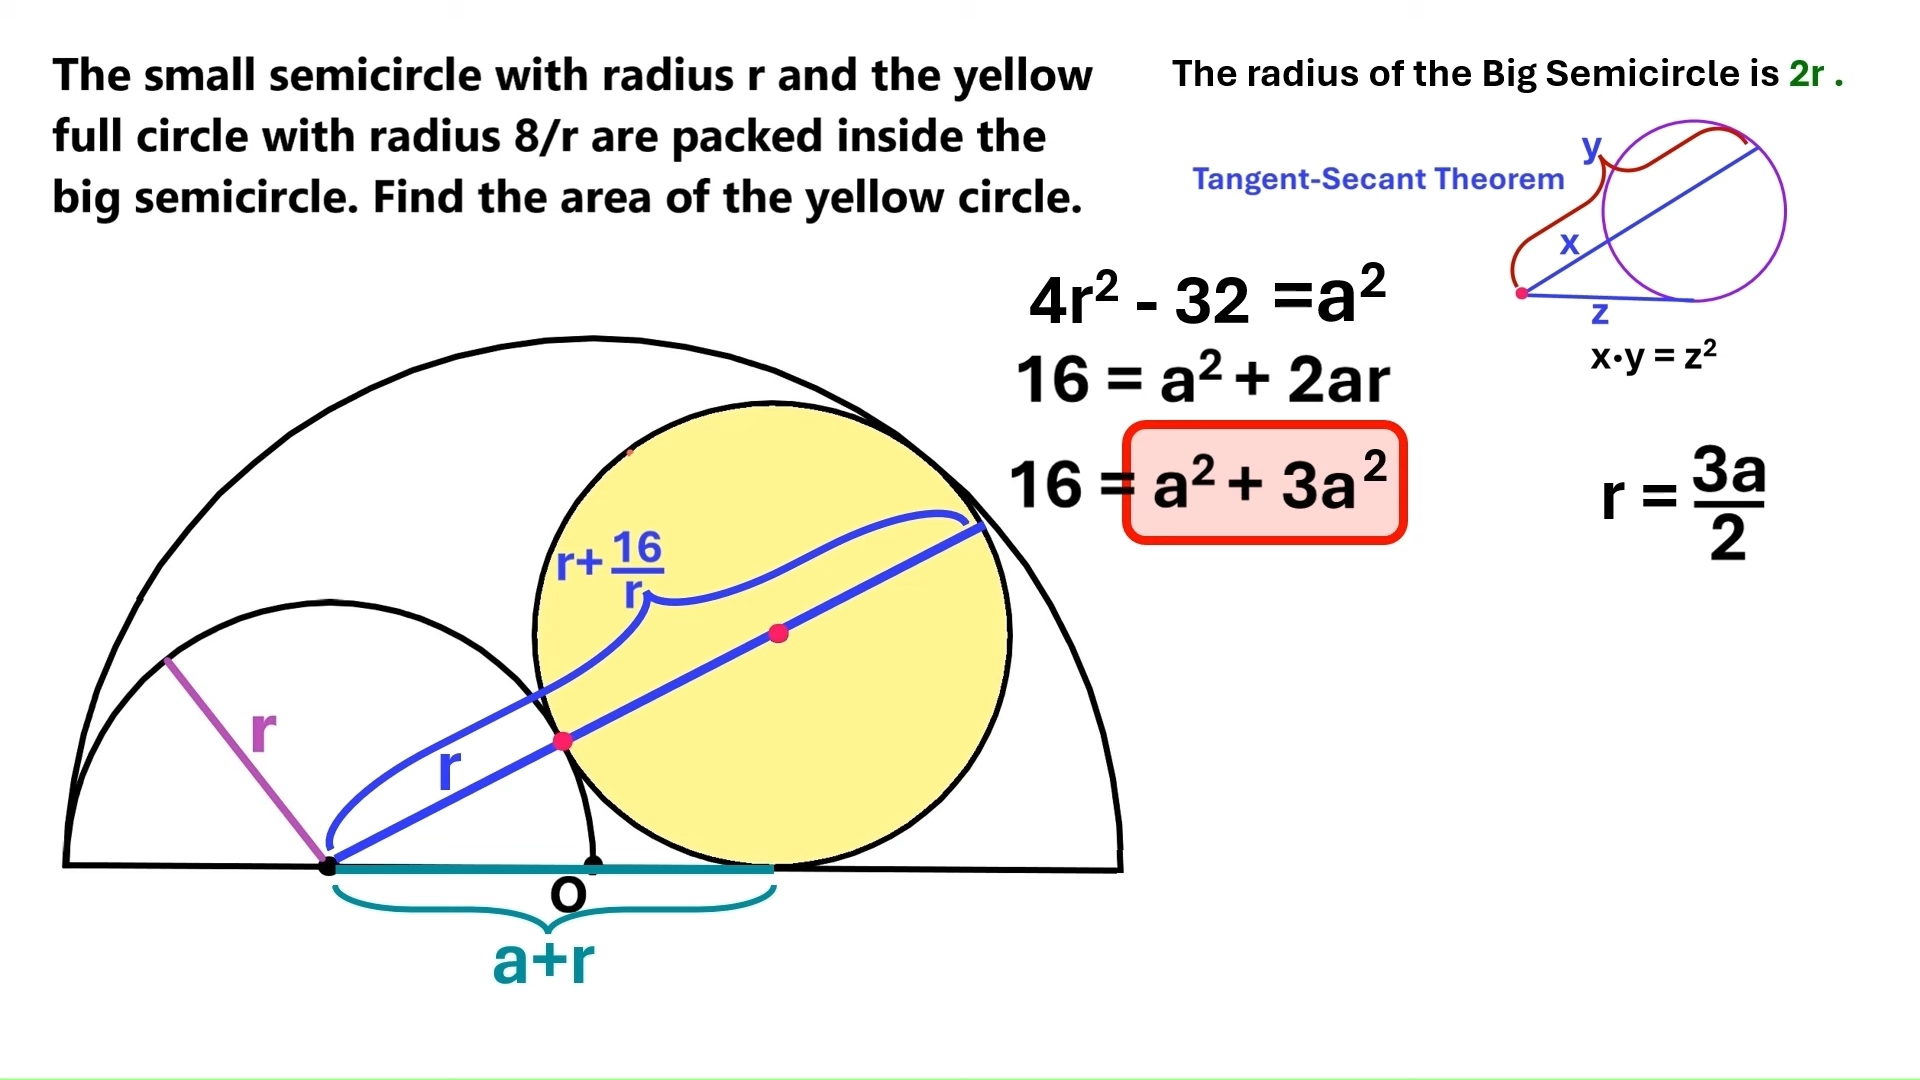 The small semicircle with radius r and the yellow
full circle with radius 8/r are packed inside the
big semicircle. Find the area of the yellow circle.
The radius of the Big Semicircle is 2r .
Tangent-Secant Theorem
y
x
z
x·y = z²
4r² - 32 =a²
16 = a² + 2ar
16 = a² + 3a²
r = 3a/2
r+ 16/r
r
r
O
a+r